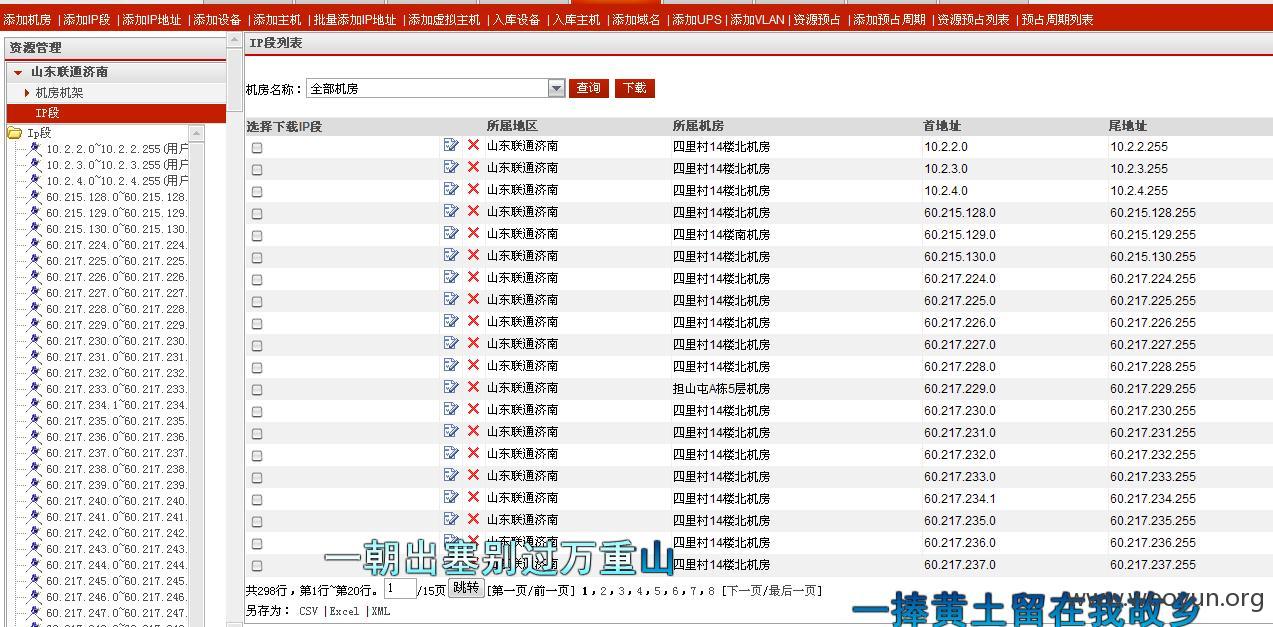 添加机房 |添加IP段 |添加IP地址 |添加设备 |添加主机 |批量添加IP地址 |添加虚拟主机 |入库设备 |入库主机 |添加域名 |添加UPS |添加VLAN |资源预占 |添加预占周期 |资源预占列表 |预占周期列表
资源管理
山东联通济南
机房机架
IP段
Ip段
10.2.2.0~10.2.2.255(用户
10.2.3.0~10.2.3.255(用户
10.2.4.0~10.2.4.255(用户
60.215.128.0~60.215.128.
60.215.129.0~60.215.129.
60.215.130.0~60.215.130.
60.217.224.0~60.217.224.
60.217.225.0~60.217.225.
60.217.226.0~60.217.226.
60.217.227.0~60.217.227.
60.217.228.0~60.217.228.
60.217.229.0~60.217.229.
60.217.230.0~60.217.230.
60.217.231.0~60.217.231.
60.217.232.0~60.217.232.
60.217.233.0~60.217.233.
60.217.234.1~60.217.234.
60.217.235.0~60.217.235.
60.217.236.0~60.217.236.
60.217.237.0~60.217.237.
60.217.238.0~60.217.238.
60.217.239.0~60.217.239.
60.217.240.0~60.217.240.
60.217.241.0~60.217.241.
60.217.242.0~60.217.242.
60.217.243.0~60.217.243.
60.217.244.0~60.217.244.
60.217.245.0~60.217.245.
60.217.246.0~60.217.246.
60.217.247.0~60.217.247.
IP段列表
机房名称： 全部机房 查询 下载
选择下载IP段 所属地区 所属机房 首地址 尾地址
山东联通济南 四里村14楼北机房 10.2.2.0 10.2.2.255
山东联通济南 四里村14楼北机房 10.2.3.0 10.2.3.255
山东联通济南 四里村14楼北机房 10.2.4.0 10.2.4.255
山东联通济南 四里村14楼北机房 60.215.128.0 60.215.128.255
山东联通济南 四里村14楼南机房 60.215.129.0 60.215.129.255
山东联通济南 四里村14楼北机房 60.215.130.0 60.215.130.255
山东联通济南 四里村14楼北机房 60.217.224.0 60.217.224.255
山东联通济南 四里村14楼北机房 60.217.225.0 60.217.225.255
山东联通济南 四里村14楼北机房 60.217.226.0 60.217.226.255
山东联通济南 四里村14楼北机房 60.217.227.0 60.217.227.255
山东联通济南 四里村14楼北机房 60.217.228.0 60.217.228.255
山东联通济南 担山屯A栋5层机房 60.217.229.0 60.217.229.255
山东联通济南 四里村14楼北机房 60.217.230.0 60.217.230.255
山东联通济南 四里村14楼北机房 60.217.231.0 60.217.231.255
山东联通济南 四里村14楼北机房 60.217.232.0 60.217.232.255
山东联通济南 四里村14楼北机房 60.217.233.0 60.217.233.255
山东联通济南 四里村14楼北机房 60.217.234.1 60.217.234.255
山东联通济南 四里村14楼北机房 60.217.235.0 60.217.235.255
山东联通济南 四里村14楼北机房 60.217.236.0 60.217.236.255
山东联通济南 四里村14楼北机房 60.217.237.0 60.217.237.255
一朝出塞别过万重山
共298行，第1行~第20行。 1 /15页 跳转 [第一页/前一页] 1,2,3,4,5,6,7,8 [下一页/最后一页]
另存为： CSV |Excel |XML
www.wooyun.org
一捧黄土留在我故乡